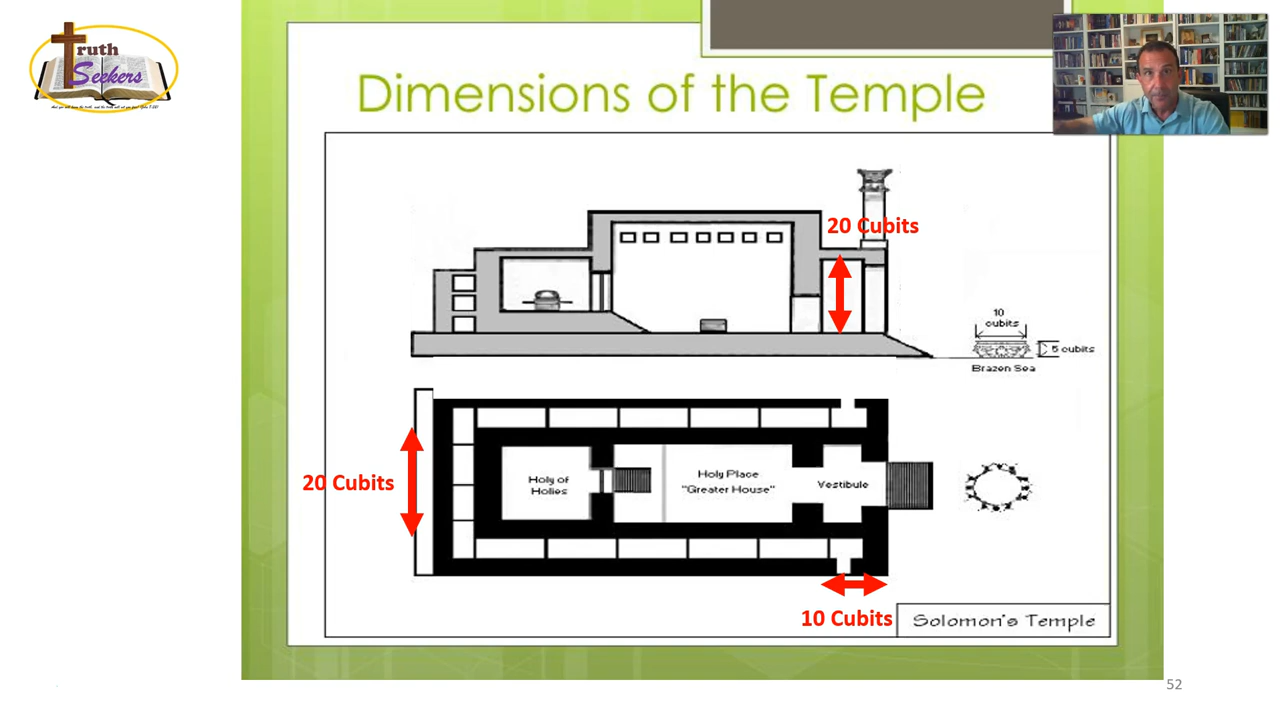 Truth
Seekers
Dimensions of the Temple
20 Cubits
10
cubits
5 cubits
Brazen Sea
20 Cubits
Holy of
Holies
Holy Place
"Greater House"
Vestibule
10 Cubits
Solomon's Temple
52